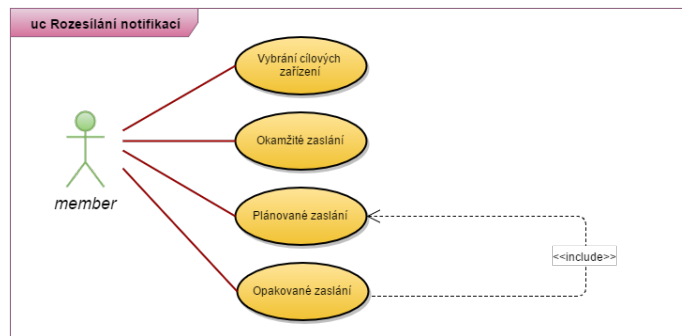 uc Rozesílání notifikací
Vybrání cílových
zařízení
Okamžité zaslání
member
Plánované zaslání
<<include>>
Opakované zaslání